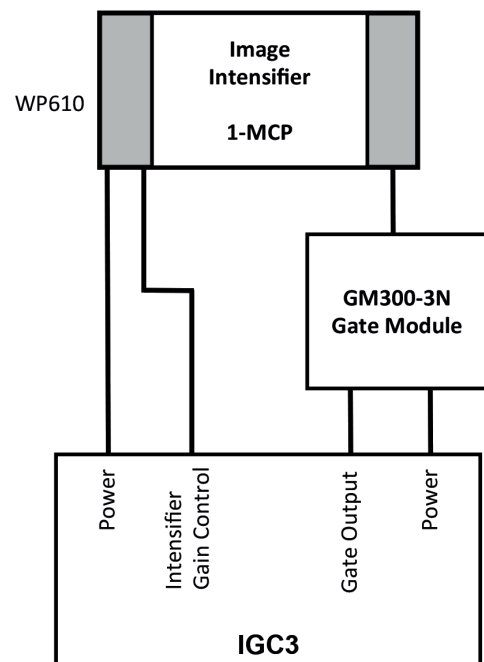 Image
Intensifier
1-MCP
WP610
GM300-3N
Gate Module
Power
Intensifier
Gain Control
Gate Output
Power
IGC3